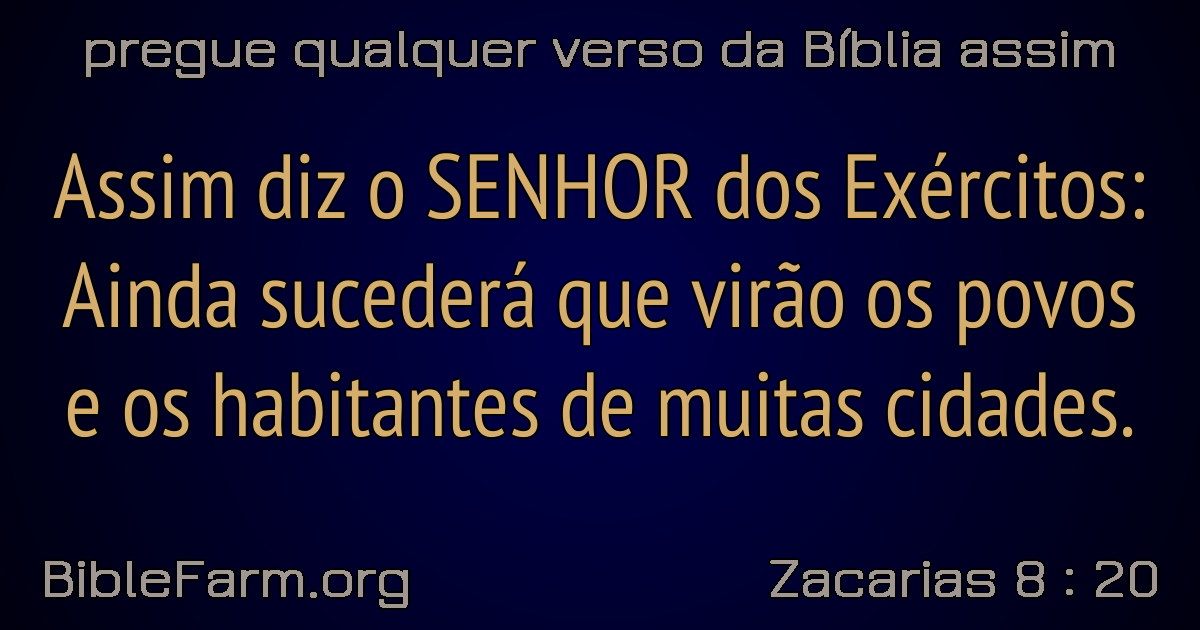 pregue qualquer verso da Bíblia assim
Assim diz o SENHOR dos Exércitos:
Ainda sucederá que virão os povos
e os habitantes de muitas cidades.
BibleFarm.org
Zacarias 8 : 20